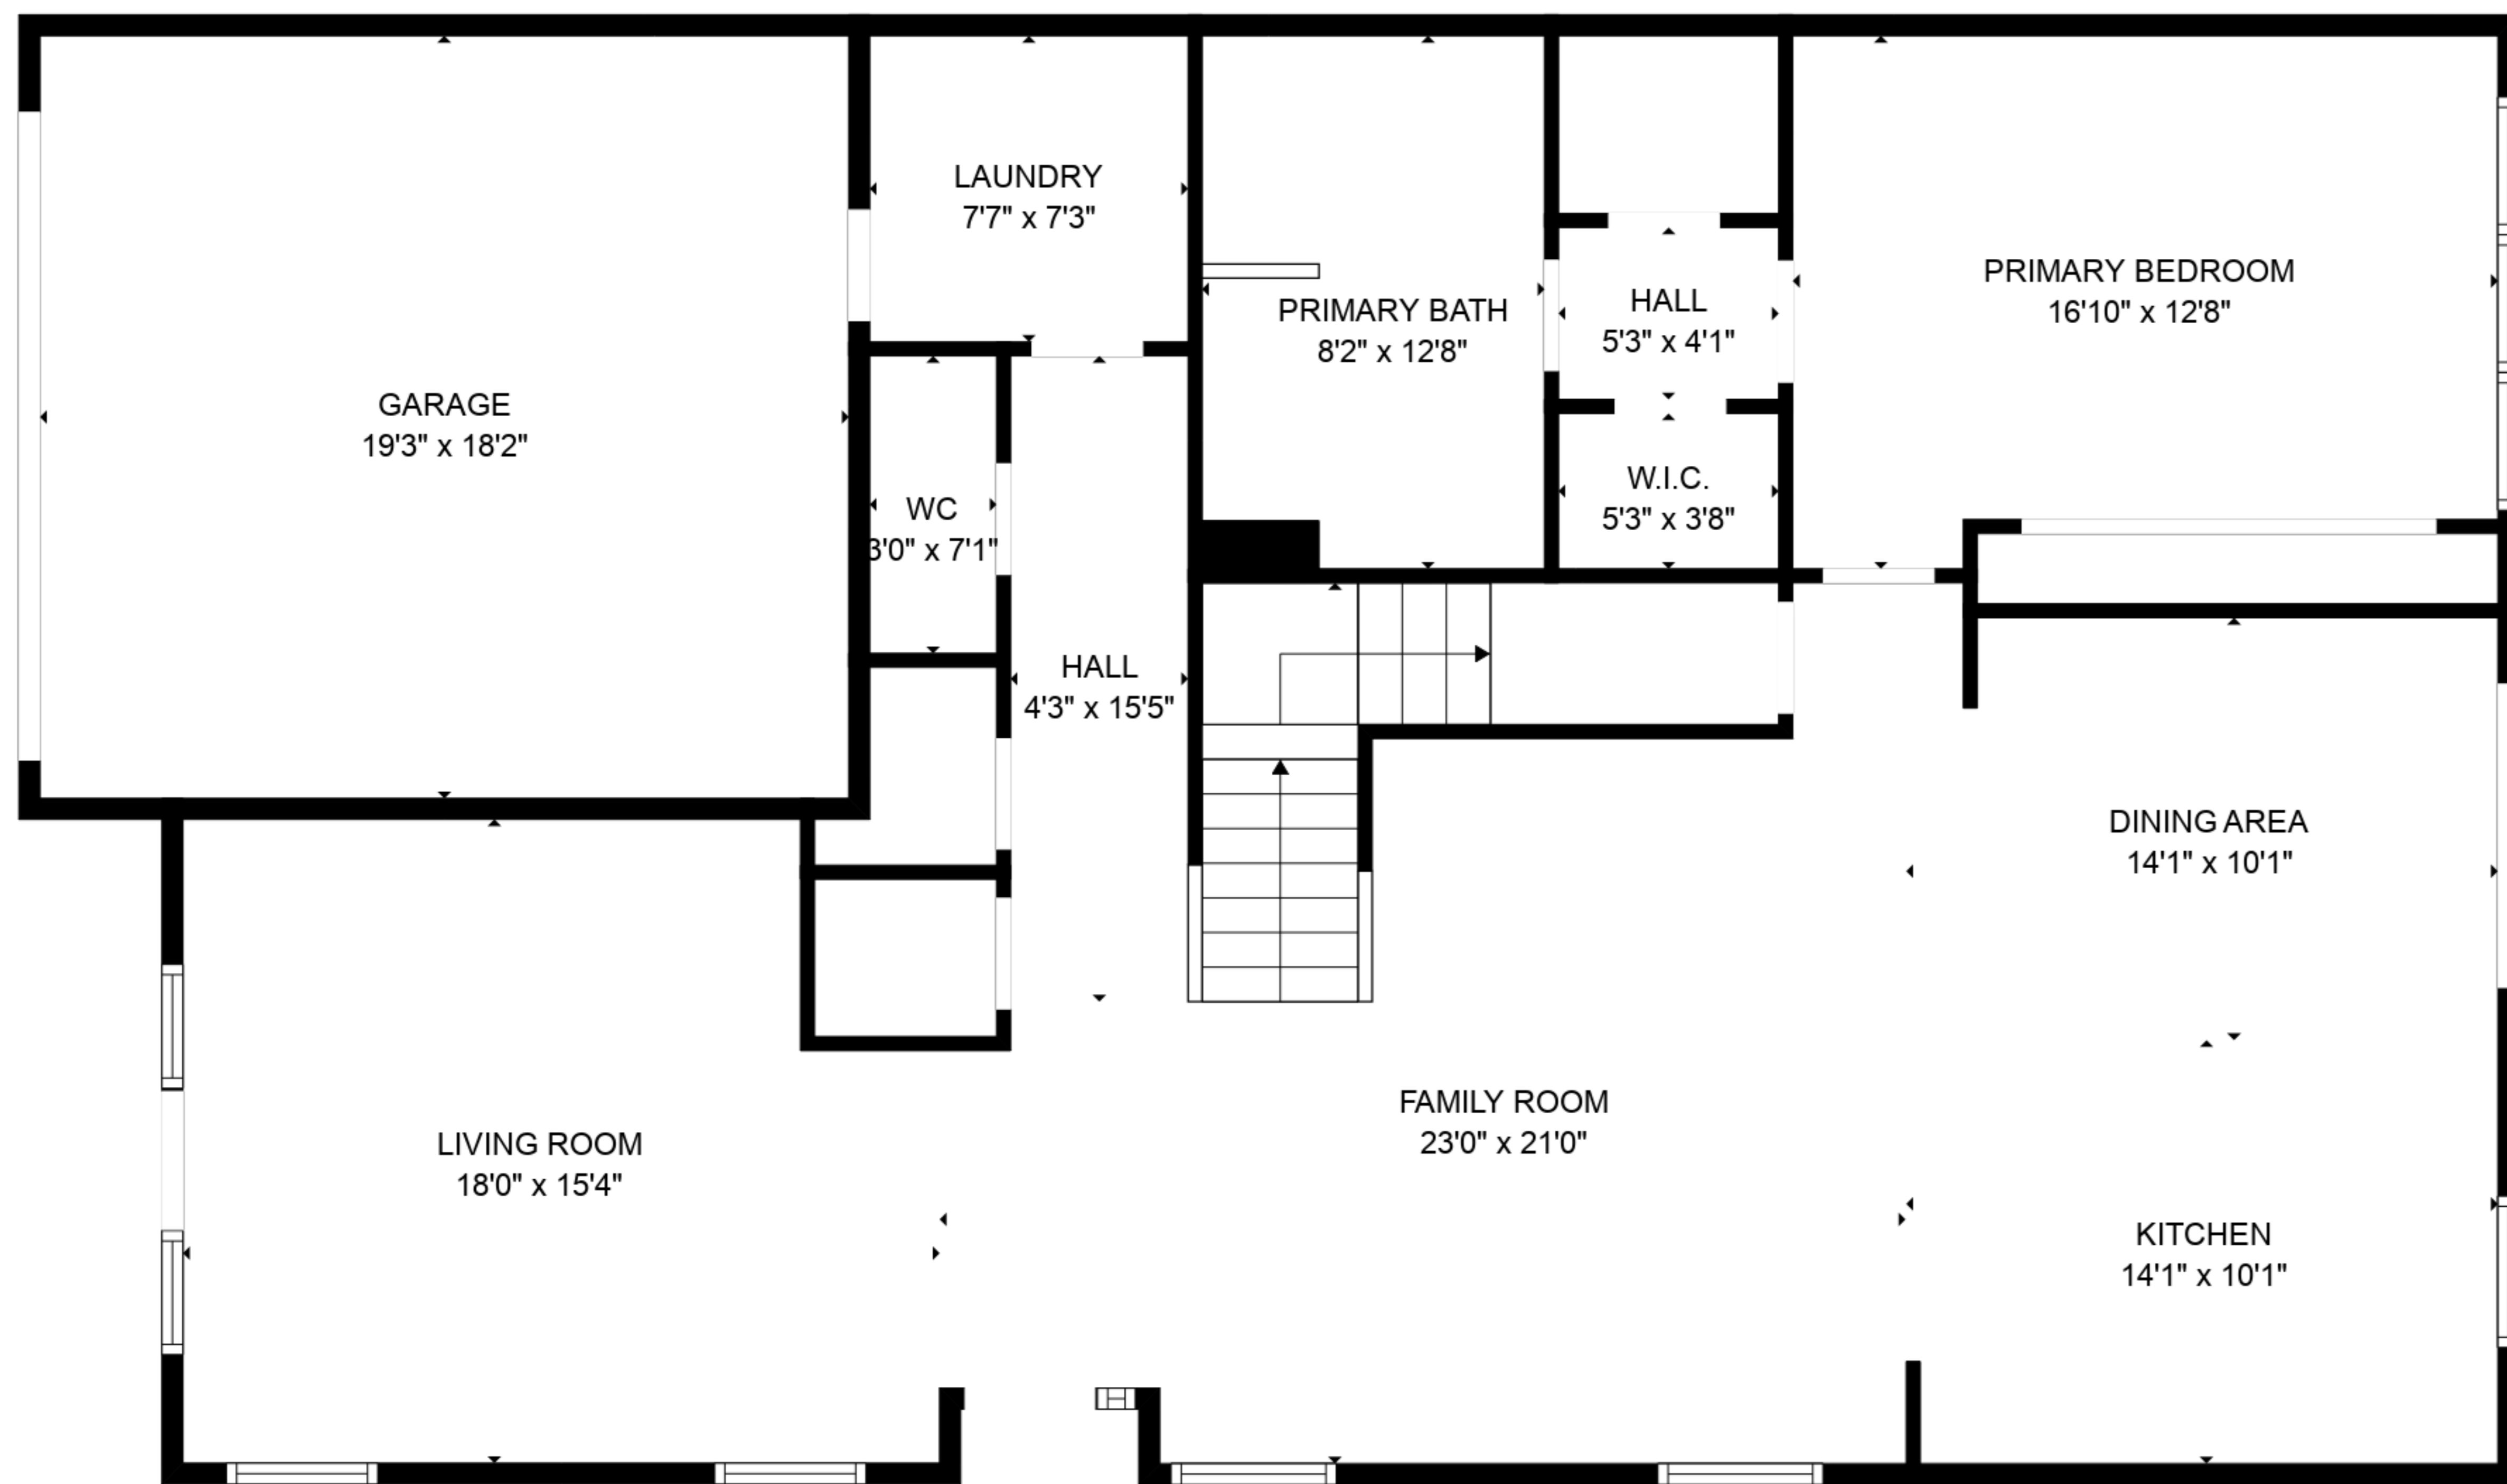 LAUNDRY
7'7" x 7'3"
PRIMARY BEDROOM
16'10" x 12'8"
PRIMARY BATH
8'2" x 12'8"
HALL
5'3" x 4'1"
GARAGE
19'3" x 18'2"
W.I.C.
5'3" x 3'8"
WC
3'0" x 7'1"
HALL
4'3" x 15'5"
DINING AREA
14'1" x 10'1"
FAMILY ROOM
23'0" x 21'0"
LIVING ROOM
18'0" x 15'4"
KITCHEN
14'1" x 10'1"